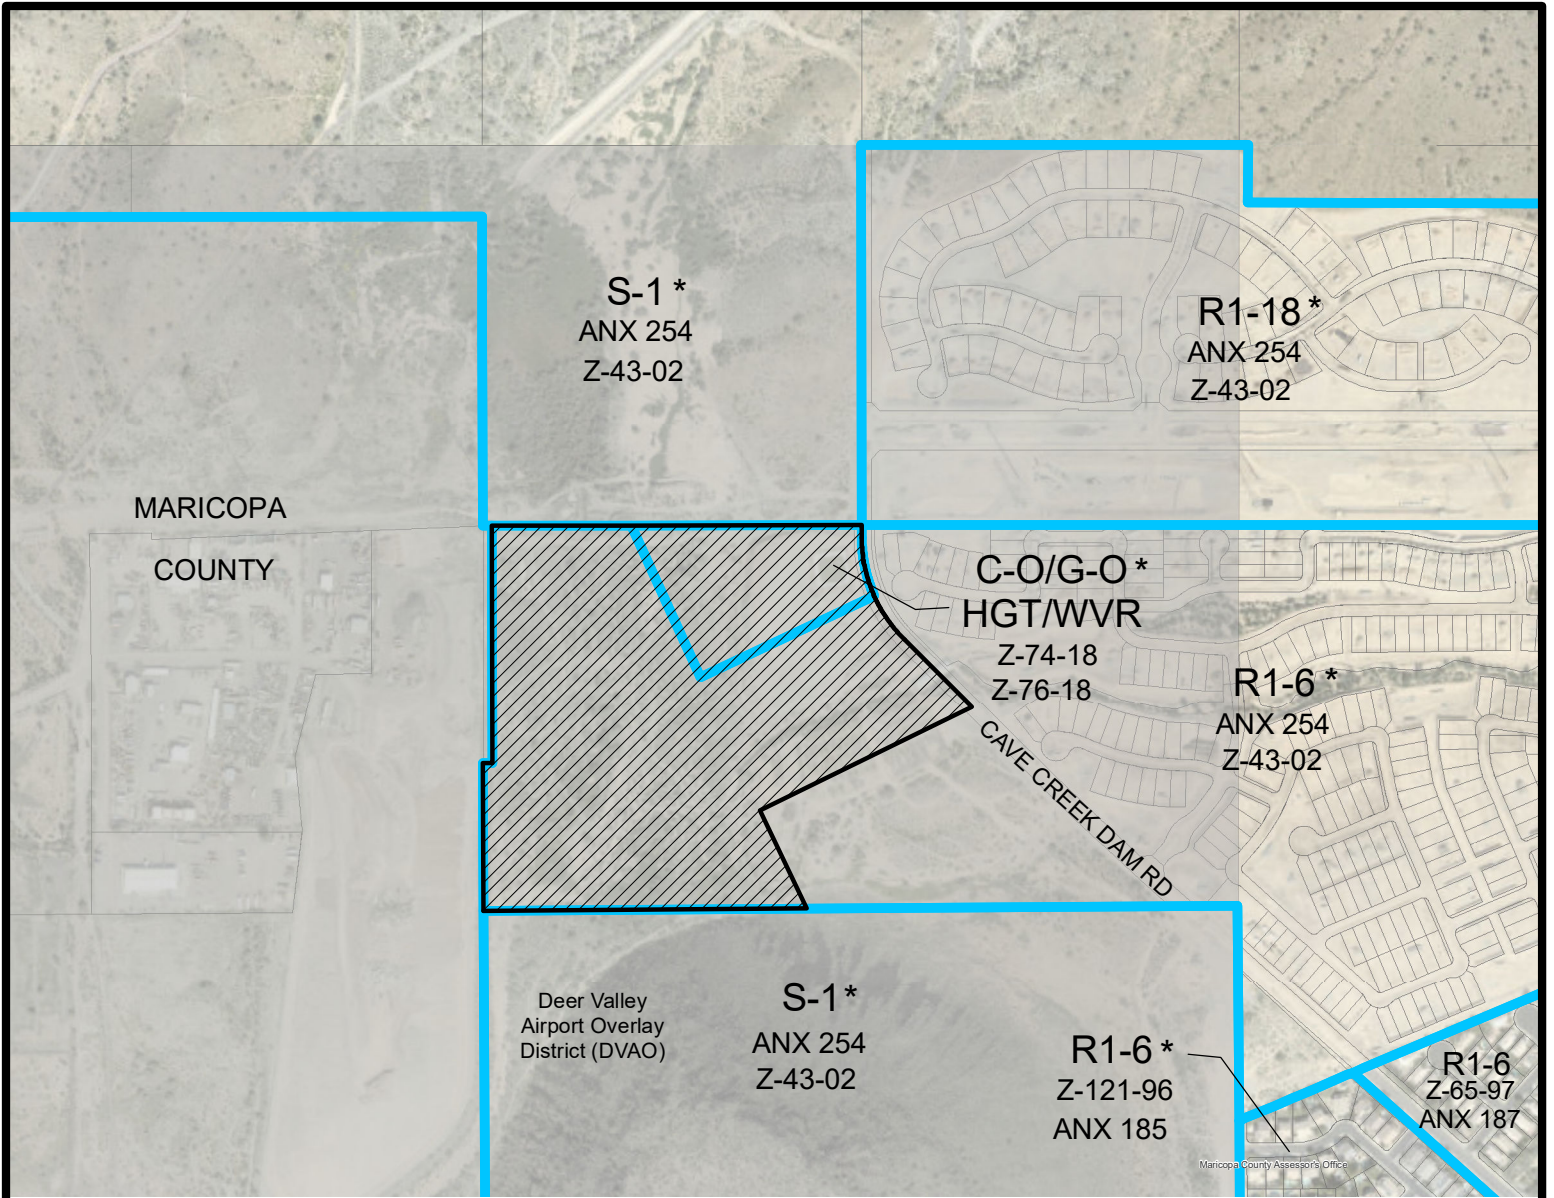 S-1 *
ANX 254
Z-43-02
R1-18 *
ANX 254
Z-43-02
MARICOPA
COUNTY
C-O/G-O *
HGT/WVR
Z-74-18
Z-76-18
R1-6 *
ANX 254
Z-43-02
CAVE CREEK DAM RD
Deer Valley
Airport Overlay
District (DVAO)
S-1 *
ANX 254
Z-43-02
R1-6 *
Z-121-96
ANX 185
R1-6
Z-65-97
ANX 187
Maricopa County Assessor's Office